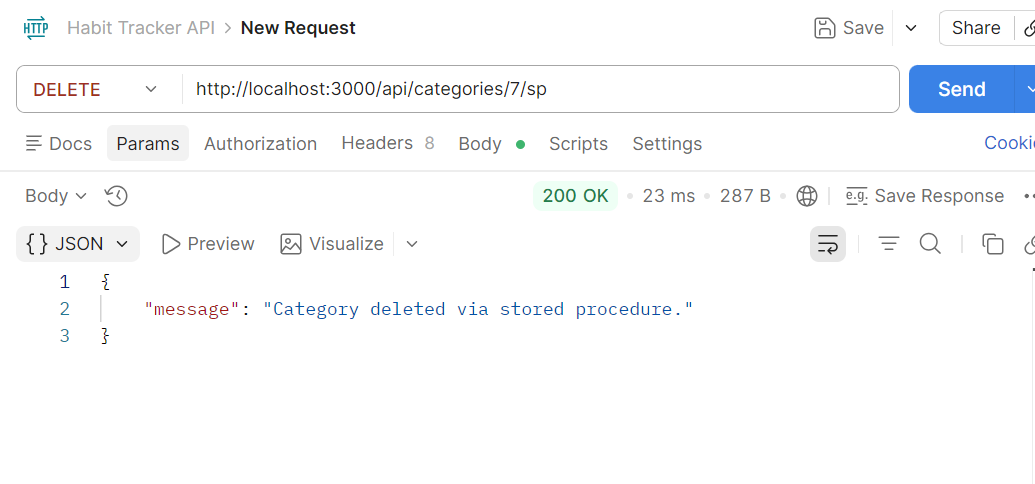 HTTP Habit Tracker API > New Request Save Share
DELETE http://localhost:3000/api/categories/7/sp Send
Docs Params Authorization Headers 8 Body Scripts Settings Cooki
Body 200 OK • 23 ms • 287 B • e.g. Save Response
{} JSON Preview Visualize
1 {
2 "message": "Category deleted via stored procedure."
3 }